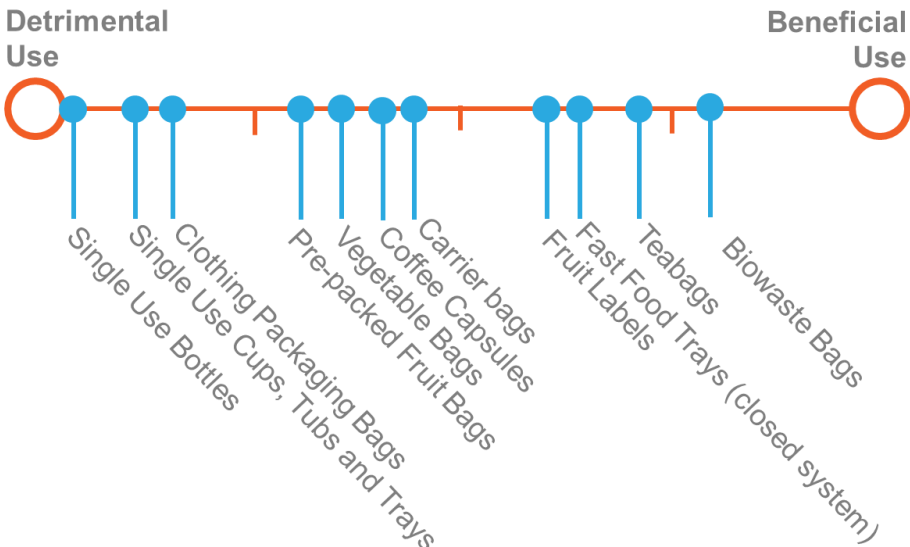 Detrimental
Use
Beneficial
Use
Single Use Bottles
Single Use Cups, Tubs and Trays
Clothing Packaging Bags
Pre-packed Fruit Bags
Vegetable Bags
Coffee Capsules
Carrier bags
Fruit Labels
Fast Food Trays (closed system)
Teabags
Biowaste Bags